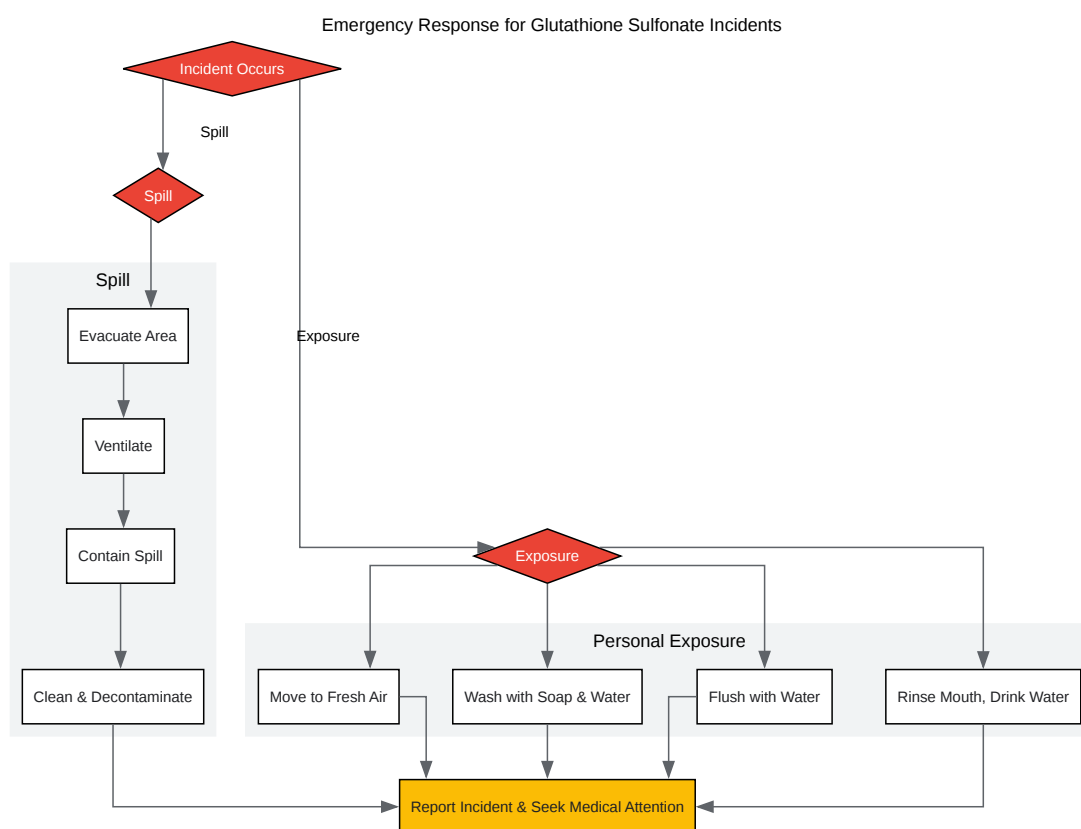 Emergency Response for Glutathione Sulfonate Incidents
Incident Occurs
Spill
Spill
Spill
Evacuate Area
Exposure
Ventilate
Contain Spill
Exposure
Personal Exposure
Clean & Decontaminate
Move to Fresh Air
Wash with Soap & Water
Flush with Water
Rinse Mouth, Drink Water
Report Incident & Seek Medical Attention